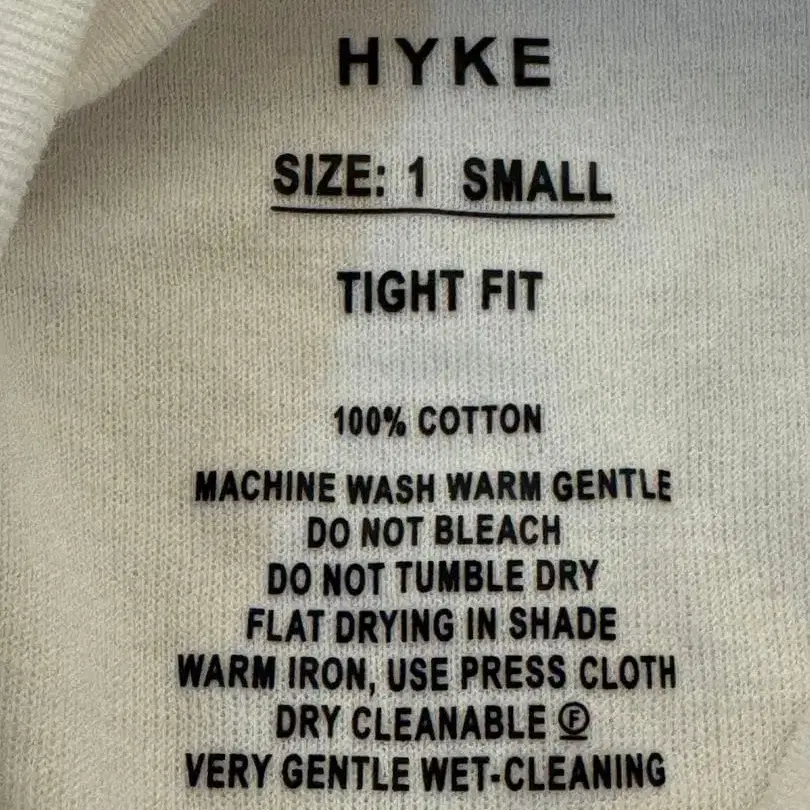 HYKE
SIZE: 1 SMALL
TIGHT FIT
100% COTTON
MACHINE WASH WARM GENTLE
DO NOT BLEACH
DO NOT TUMBLE DRY
FLAT DRYING IN SHADE
WARM IRON, USE PRESS CLOTH
DRY CLEANABLE Ⓕ
VERY GENTLE WET-CLEANING